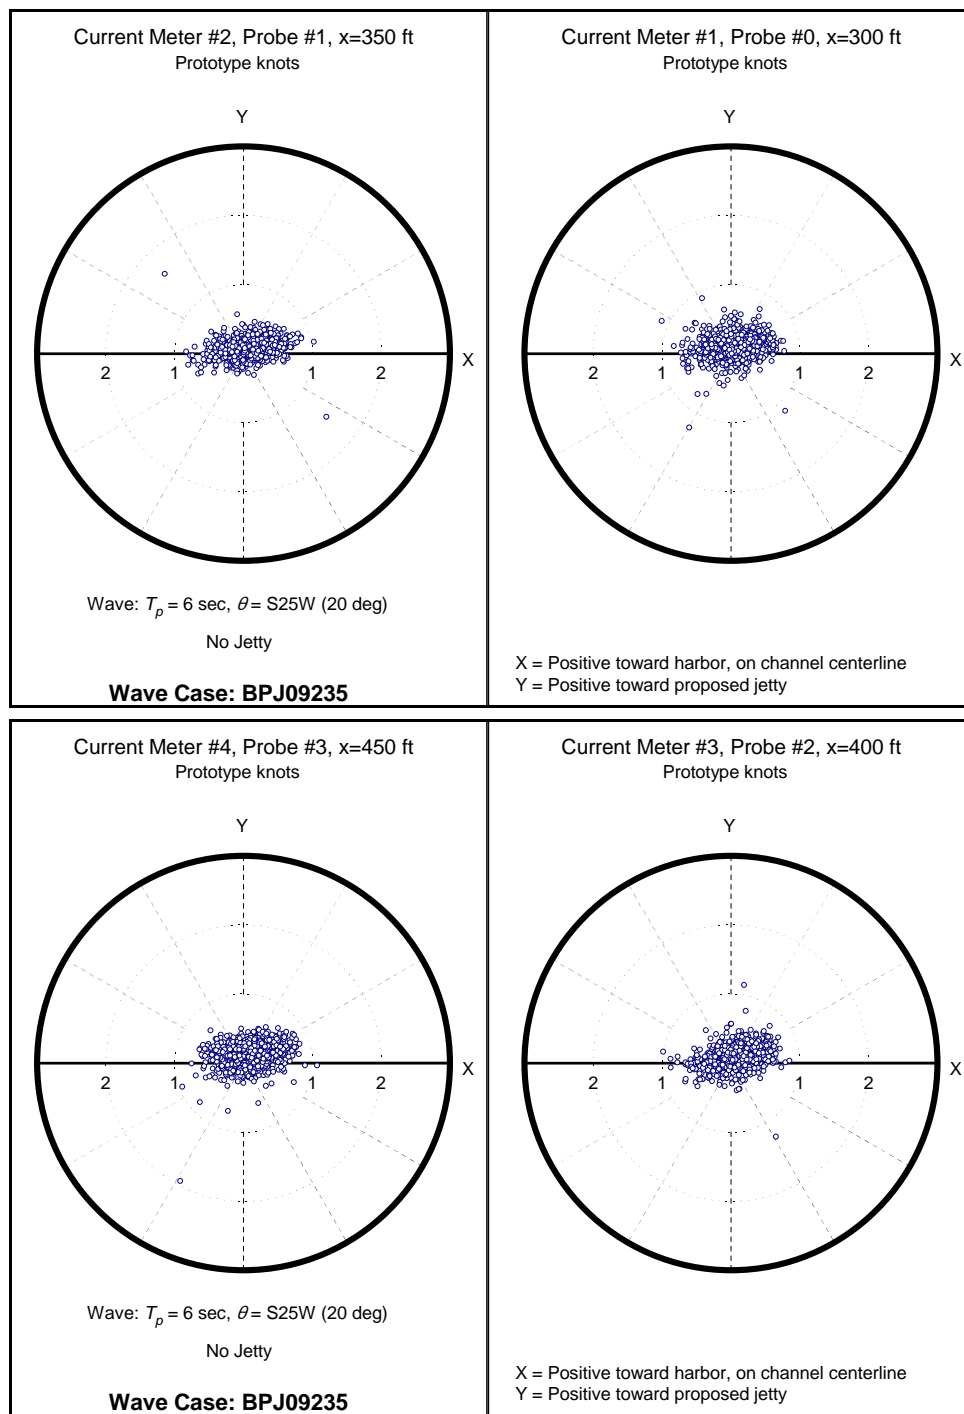 Current Meter #2, Probe #1, x=350 ft
Prototype knots
Y
X
2
1
1
2
Wave: Tp = 6 sec, θ = S25W (20 deg)
No Jetty
Wave Case: BPJ09235
Current Meter #1, Probe #0, x=300 ft
Prototype knots
Y
X
2
1
1
2
X = Positive toward harbor, on channel centerline
Y = Positive toward proposed jetty
Current Meter #4, Probe #3, x=450 ft
Prototype knots
Y
X
2
1
1
2
Wave: Tp = 6 sec, θ = S25W (20 deg)
No Jetty
Wave Case: BPJ09235
Current Meter #3, Probe #2, x=400 ft
Prototype knots
Y
X
2
1
1
2
X = Positive toward harbor, on channel centerline
Y = Positive toward proposed jetty